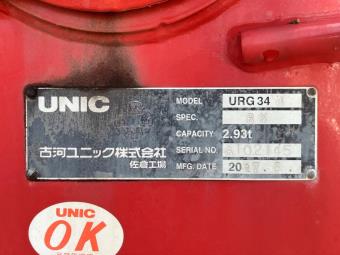 UNIC
古河ユニック株式会社
佐倉工場
MODEL URG34
SPEC.
CAPACITY 2.93t
SERIAL NO.
MFG. DATE
UNIC
OK